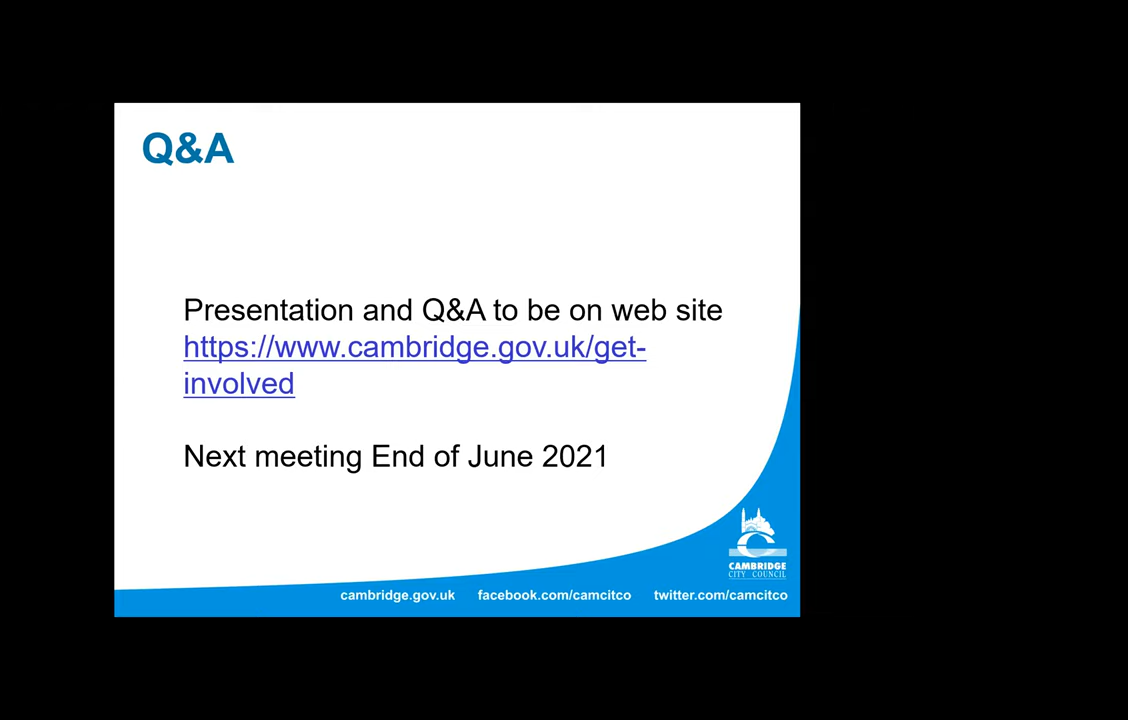 Q&A
Presentation and Q&A to be on web site
https://www.cambridge.gov.uk/get-
involved
Next meeting End of June 2021
CAMBRIDGE
CITY COUNCIL
cambridge.gov.uk facebook.com/camcitco twitter.com/camcitco